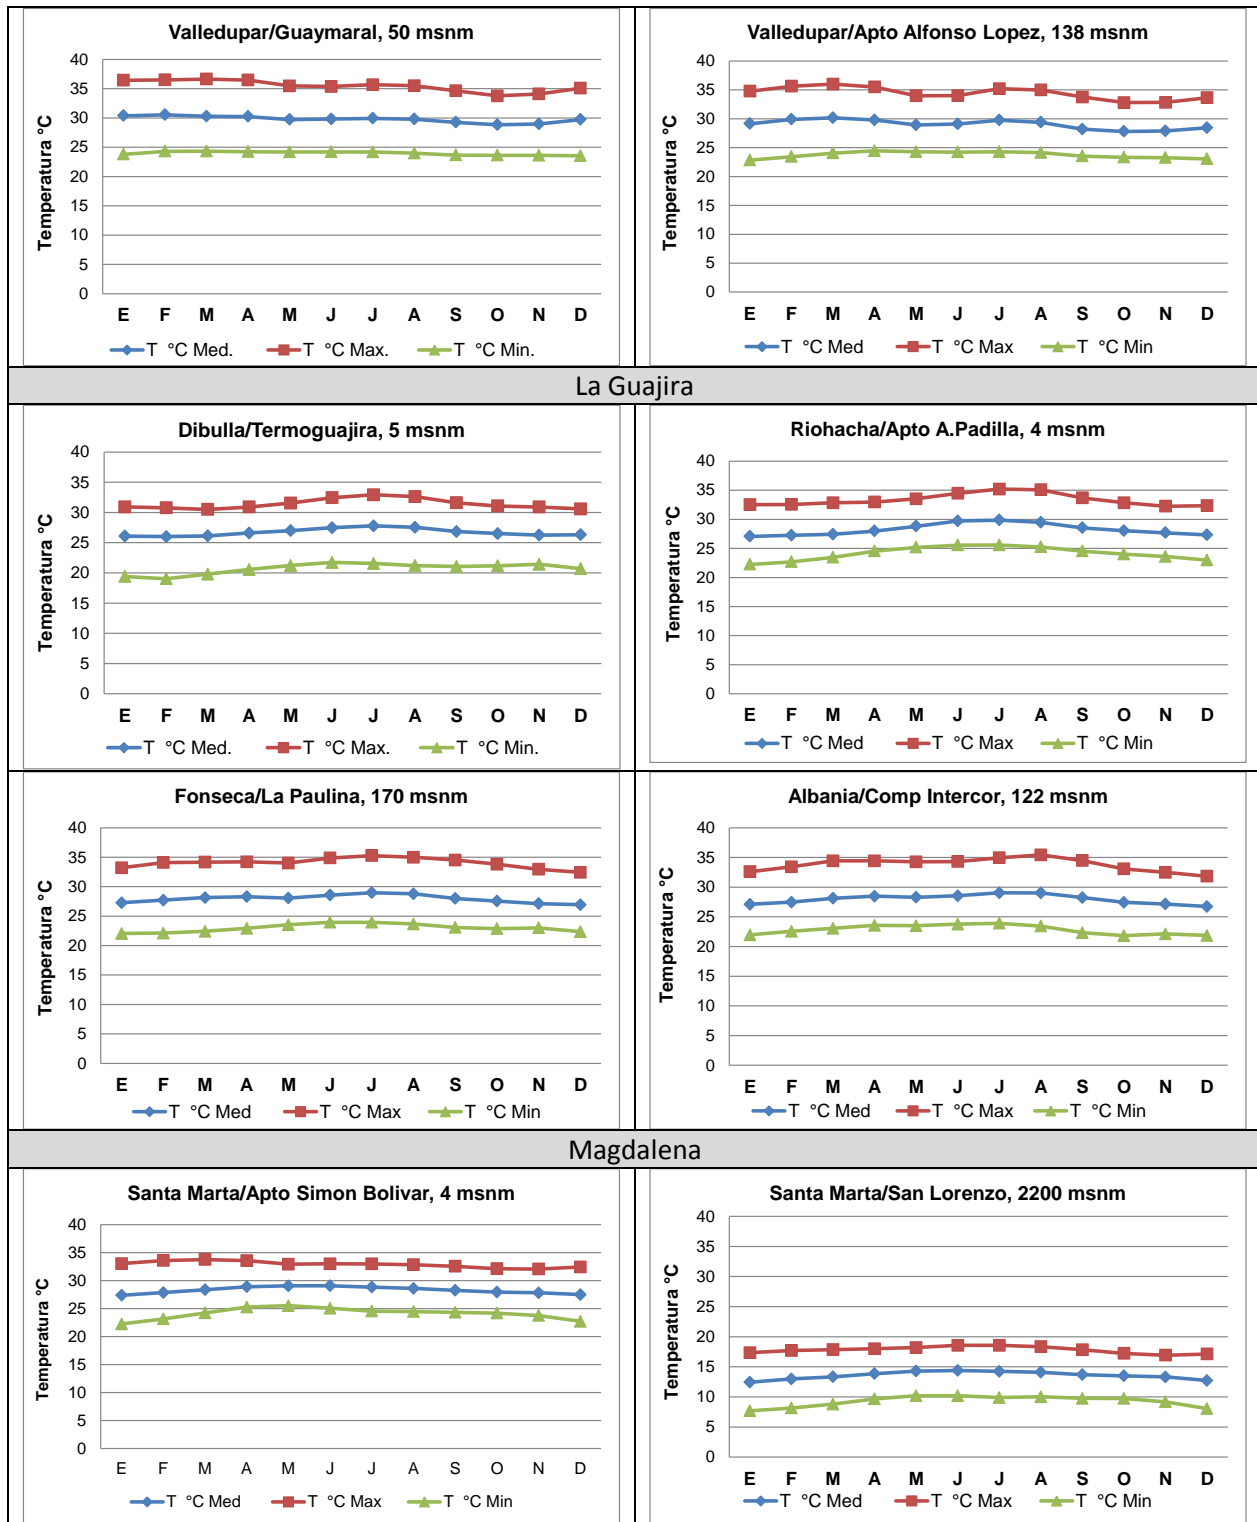 Valledupar/Guaymaral, 50 msnm
Temperatura °C
40
35
30
25
20
15
10
5
0
E F M A M J J A S O N D
T °C Med. T °C Max. T °C Min.
Valledupar/Apto Alfonso Lopez, 138 msnm
Temperatura °C
40
35
30
25
20
15
10
5
0
E F M A M J J A S O N D
T °C Med T °C Max T °C Min
La Guajira
Dibulla/Termoguajira, 5 msnm
Temperatura °C
40
35
30
25
20
15
10
5
0
E F M A M J J A S O N D
T °C Med. T °C Max. T °C Min.
Riohacha/Apto A.Padilla, 4 msnm
Temperatura °C
40
35
30
25
20
15
10
5
0
E F M A M J J A S O N D
T °C Med T °C Max T °C Min
Fonseca/La Paulina, 170 msnm
Temperatura °C
40
35
30
25
20
15
10
5
0
E F M A M J J A S O N D
T °C Med T °C Max T °C Min
Albania/Comp Intercor, 122 msnm
Temperatura °C
40
35
30
25
20
15
10
5
0
E F M A M J J A S O N D
T °C Med T °C Max T °C Min
Magdalena
Santa Marta/Apto Simon Bolivar, 4 msnm
Temperatura °C
40
35
30
25
20
15
10
5
0
E F M A M J J A S O N D
T °C Med T °C Max T °C Min
Santa Marta/San Lorenzo, 2200 msnm
Temperatura °C
40
35
30
25
20
15
10
5
0
E F M A M J J A S O N D
T °C Med T °C Max T °C Min